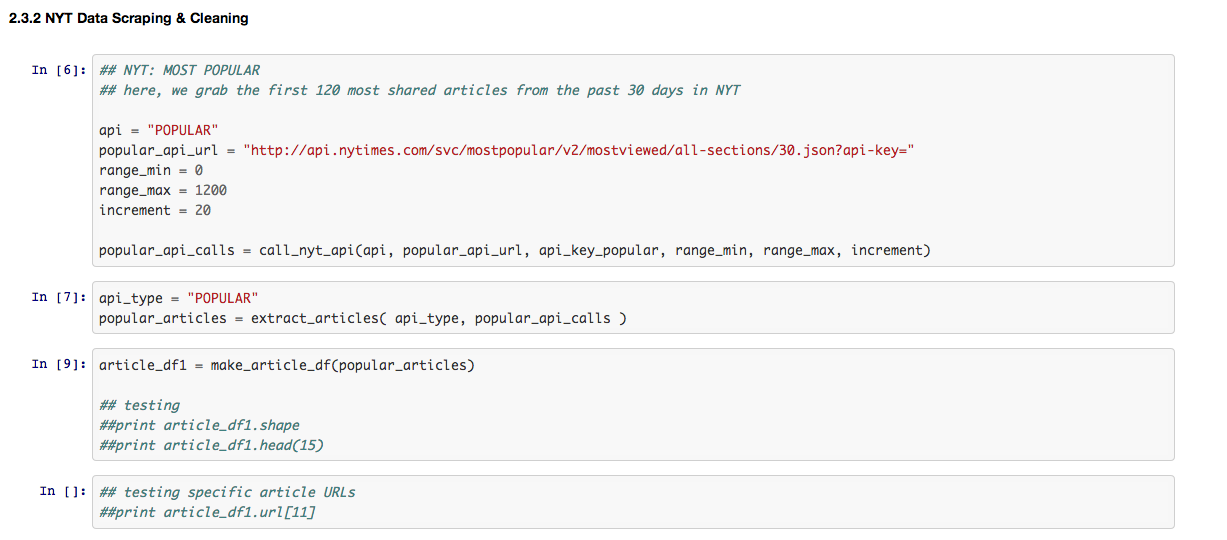 2.3.2 NYT Data Scraping & Cleaning
In [6]:
## NYT: MOST POPULAR
## here, we grab the first 120 most shared articles from the past 30 days in NYT
api = "POPULAR"
popular_api_url = "http://api.nytimes.com/svc/mostpopular/v2/mostviewed/all-sections/30.json?api-key="
range_min = 0
range_max = 1200
increment = 20
popular_api_calls = call_nyt_api(api, popular_api_url, api_key_popular, range_min, range_max, increment)
In [7]:
api_type = "POPULAR"
popular_articles = extract_articles( api_type, popular_api_calls )
In [9]:
article_df1 = make_article_df(popular_articles)
## testing
##print article_df1.shape
##print article_df1.head(15)
In []:
## testing specific article URLs
##print article_df1.url[11]